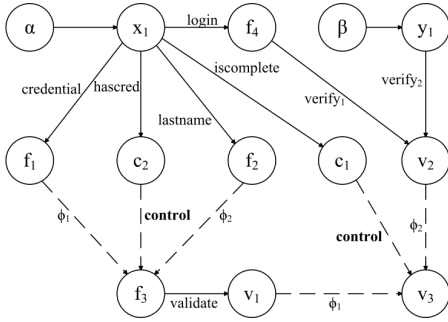 α x₁ login f₄ β y₁
credential hascred iscomplete verify₁ verify₂
lastname
f₁ c₂ f₂ c₁ v₂
ϕ₁ control ϕ₂ control ϕ₂
f₃ validate v₁ ϕ₁ v₃